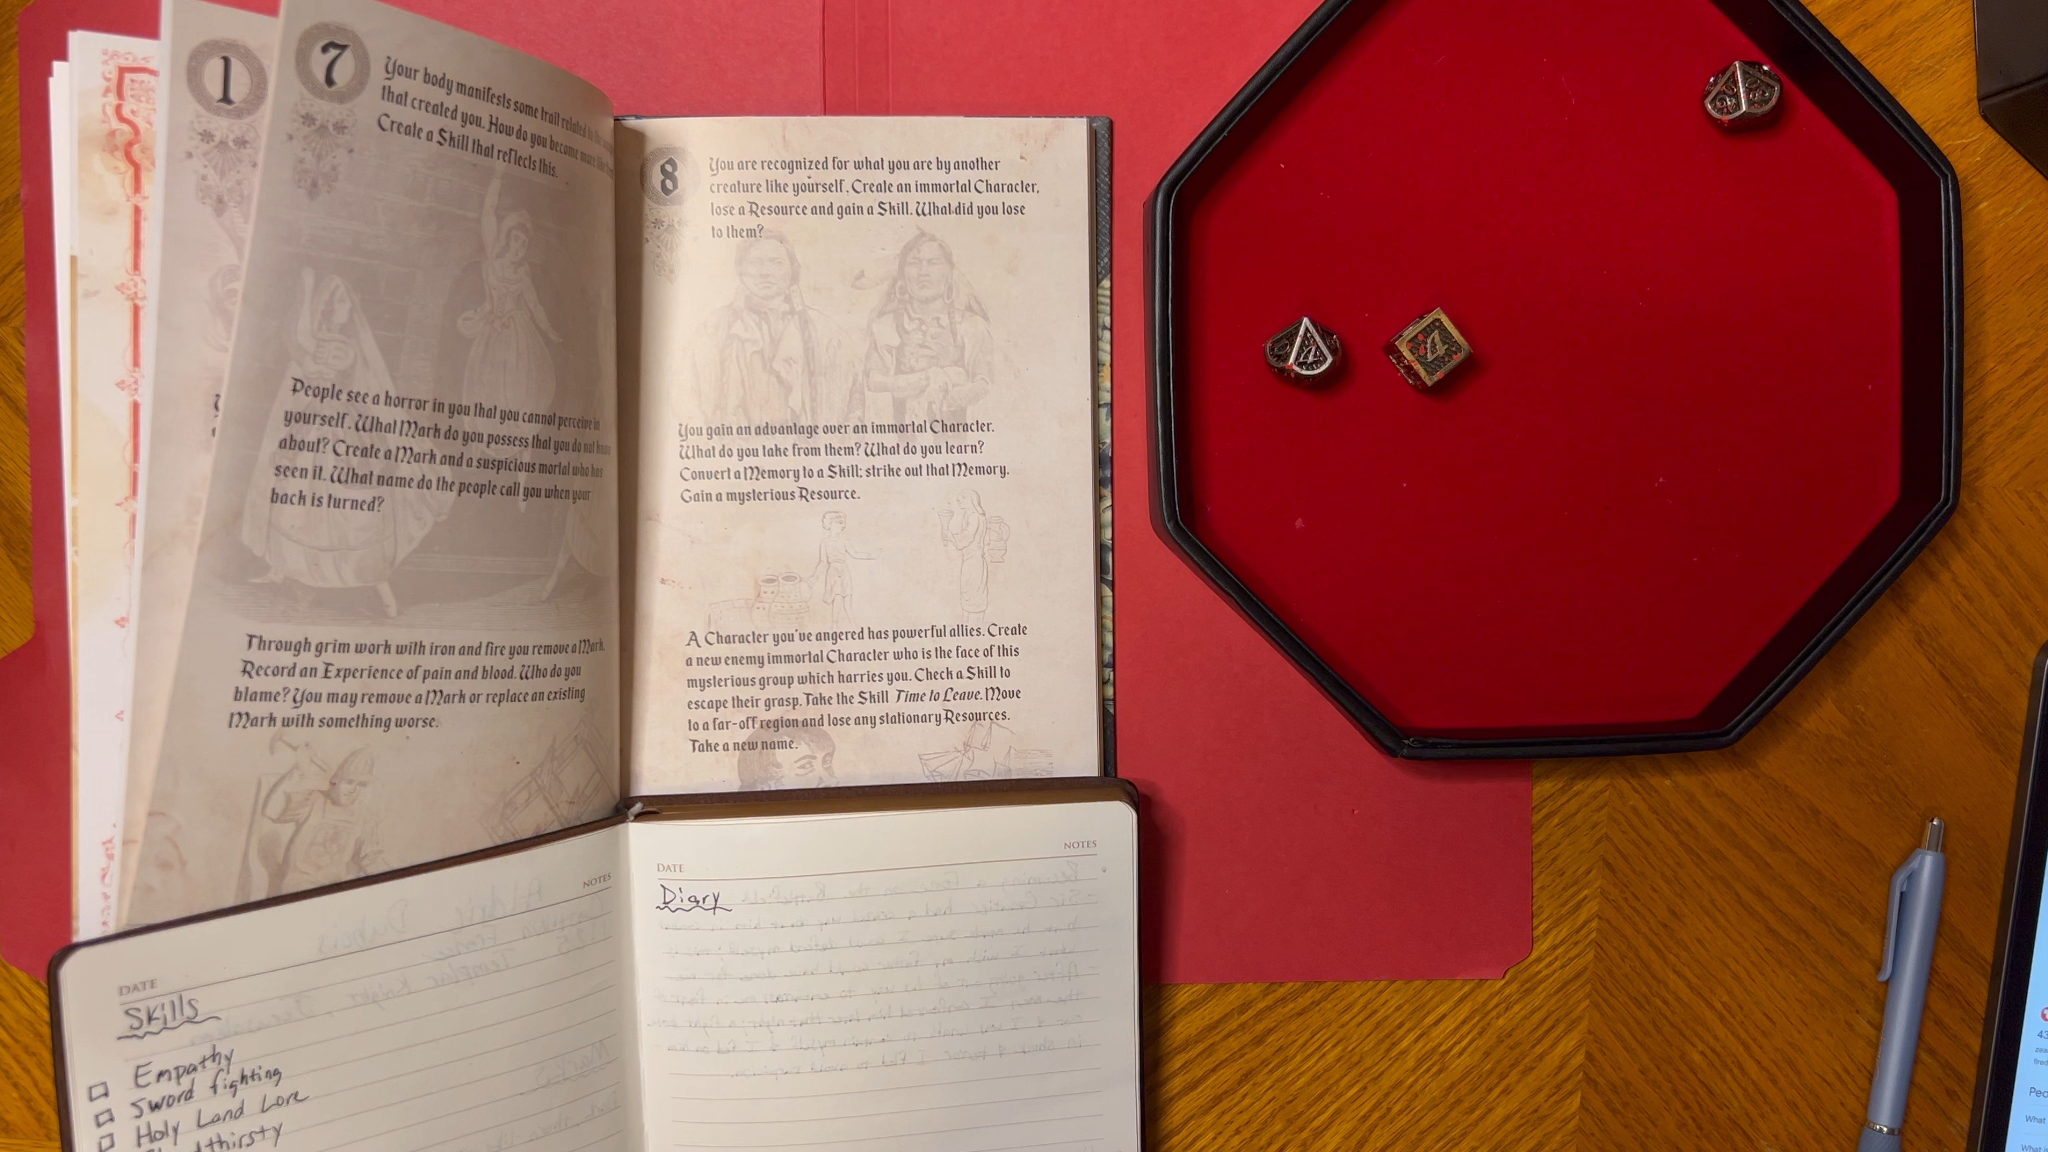 1
7
Your body manifests some trait related to the
that created you. How do you become more like
Create a Skill that reflects this.
People see a horror in you that you cannot perceive in
yourself. What Mark do you possess that you do not know
about? Create a Mark and a suspicious mortal who has
seen it. What name do the people call you when your
back is turned?
Through grim work with iron and fire you remove a Mark.
Record an Experience of pain and blood. Who do you
blame? You may remove a Mark or replace an existing
Mark with something worse.
8
You are recognized for what you are by another
creature like yourself. Create an immortal Character,
lose a Resource and gain a Skill. What did you lose
to them?
You gain an advantage over an immortal Character.
What do you take from them? What do you learn?
Convert a Memory to a Skill; strike out that Memory.
Gain a mysterious Resource.
A Character you've angered has powerful allies. Create
a new enemy immortal Character who is the face of this
mysterious group which harries you. Check a Skill to
escape their grasp. Take the Skill Time to Leave. Move
to a far-off region and lose any stationary Resources.
Take a new name.
DATE
NOTES
Skills
Empathy
Sword fighting
Holy Land Lore
DATE
NOTES
Diary
4
4
43
Peo
What